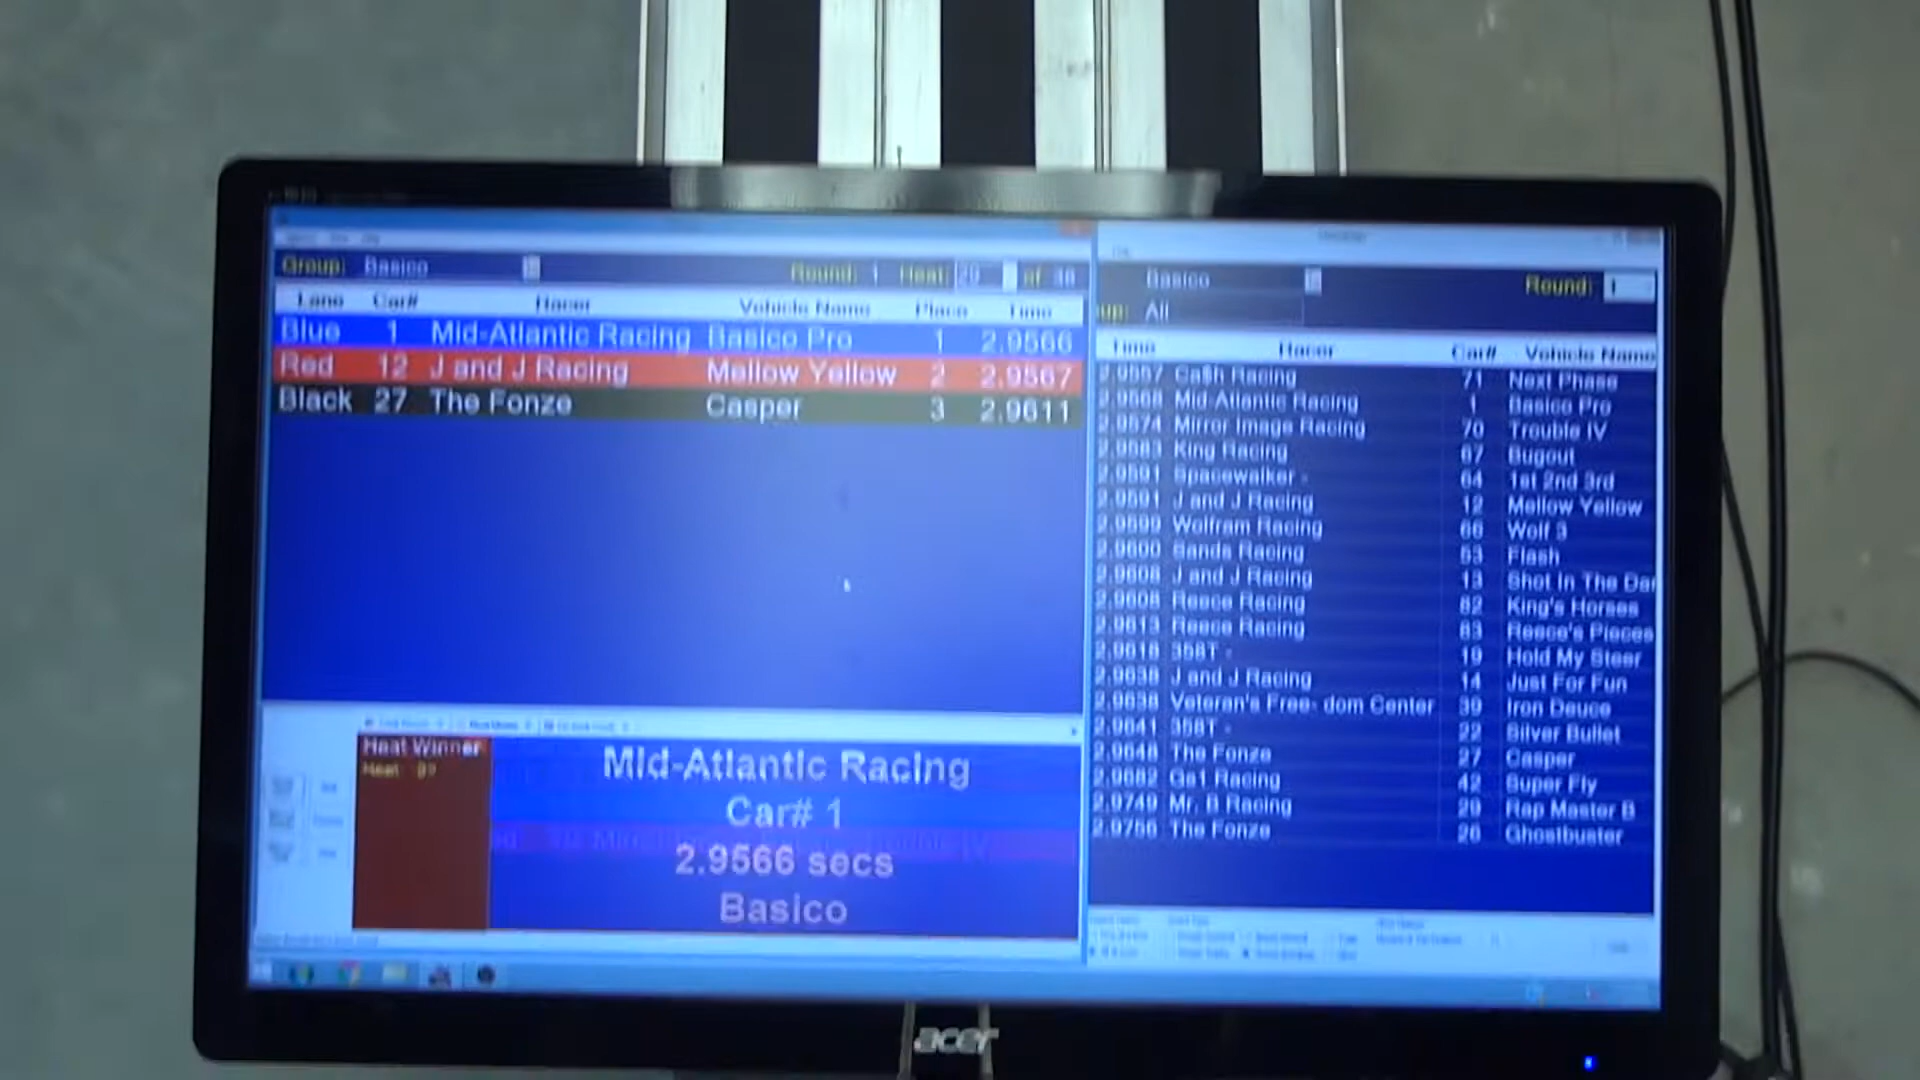 Group: Basico Round: 1 Heat: 29 of 38
Lane Car# Racer Vehicle Name Place Time
Blue 1 Mid-Atlantic Racing Basico Pro 1 2.9566
Red 12 J and J Racing Mellow Yellow 2 2.9567
Black 27 The Fonze Casper 3 2.9611
Heat Winner
Heat
Mid-Atlantic Racing
Car# 1
2.9566 secs
Basico
Basico Round: 1
up: All
Time Racer Car# Vehicle Name
2.9557 Ca$h Racing 71 Next Phase
2.9568 Mid-Atlantic Racing 1 Basico Pro
2.9574 Mirror Image Racing 70 Trouble IV
2.9583 King Racing 67 Bugout
2.9591 Spacewalker - 64 1st 2nd 3rd
2.9591 J and J Racing 12 Mellow Yellow
2.9599 Wolfram Racing 66 Wolf 3
2.9600 Bands Racing 53 Flash
2.9608 J and J Racing 13 Shot In The Dar
2.9608 Reece Racing 82 King's Horses
2.9613 Reece Racing 83 Reece's Pieces
2.9618 358T - 19 Hold My Steer
2.9638 J and J Racing 14 Just For Fun
2.9638 Veteran's Free- dom Center 39 Iron Deuce
2.9641 358T - 22 Silver Bullet
2.9648 The Fonze 27 Casper
2.9682 Ga1 Racing 42 Super Fly
2.9749 Mr. B Racing 29 Rap Master B
2.9756 The Fonze 26 Ghostbuster
acer